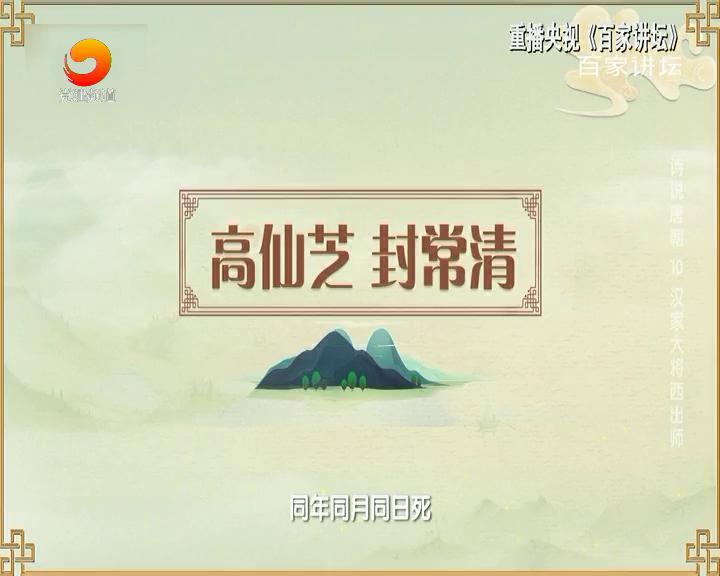 重播央视《百家讲坛》
百家讲坛
高仙芝 封常清
诗说唐朝 10 汉家大将西出师
同年同月同日死